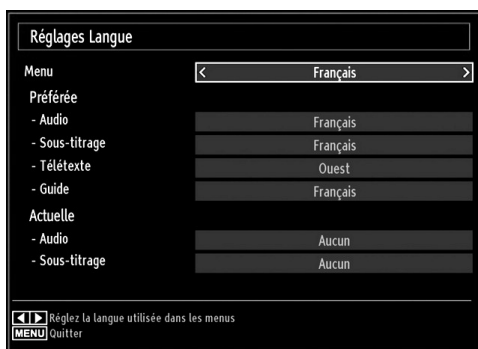 Réglages Langue
Menu < Français >
Préférée
- Audio Français
- Sous-titrage Français
- Télétexte Ouest
- Guide Français
Actuelle
- Audio Aucun
- Sous-titrage Aucun
Réglez la langue utilisée dans les menus
MENU Quitter